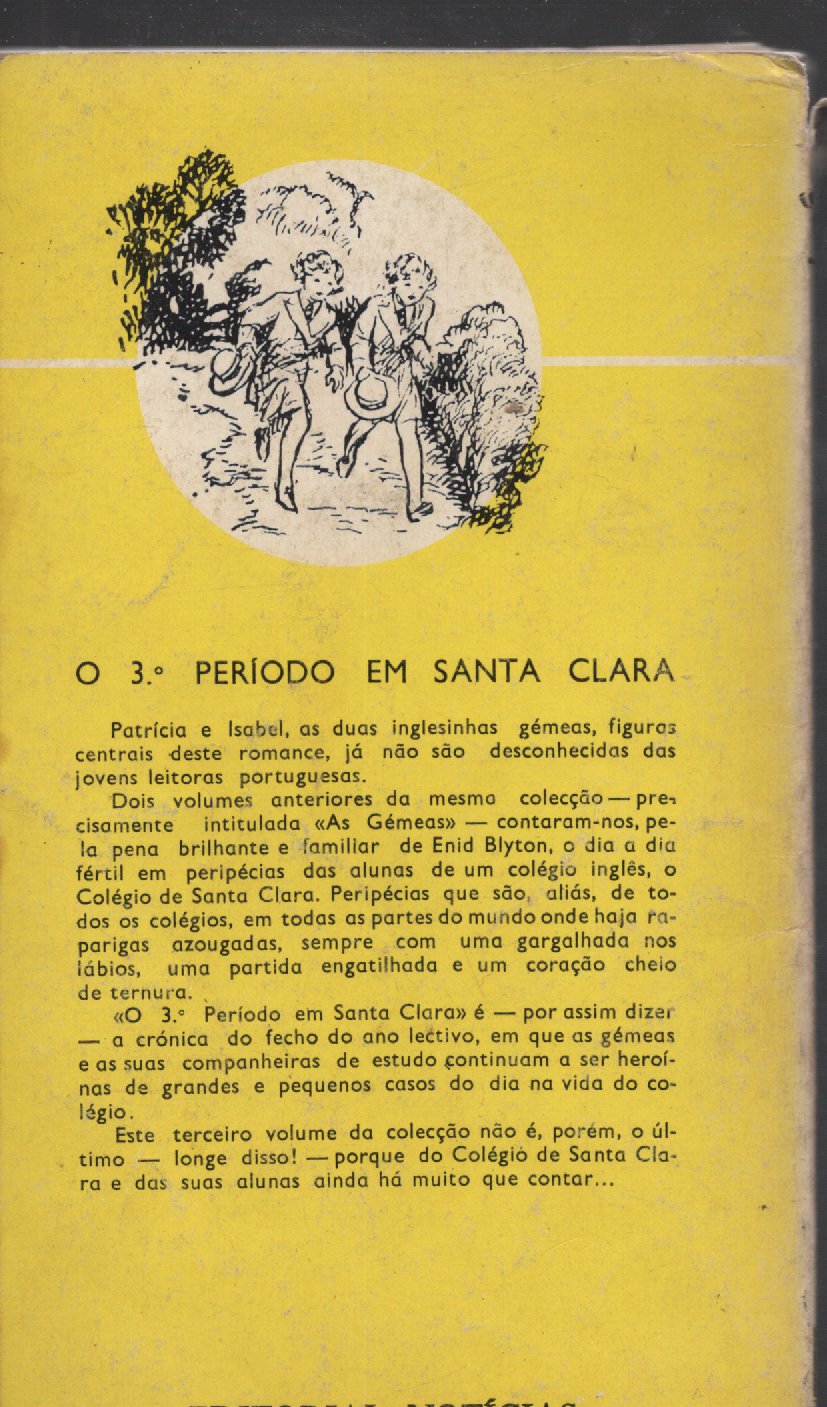 O 3.º PERÍODO EM SANTA CLARA
Patrícia e Isabel, as duas inglesinhas gémeas, figuras
centrais deste romance, já não são desconhecidas das
jovens leitoras portuguesas.
Dois volumes anteriores da mesma colecção — pre-
cisamente intitulada «As Gémeas» — contaram-nos, pe-
la pena brilhante e familiar de Enid Blyton, o dia a dia
fértil em peripécias das alunas de um colégio inglês, o
Colégio de Santa Clara. Peripécias que são, aliás, de to-
dos os colégios, em todas as partes do mundo onde haja ra-
parigas azougadas, sempre com uma gargalhada nos
lábios, uma partida engatilhada e um coração cheio
de ternura.
«O 3.º Período em Santa Clara» é — por assim dizer
— a crónica do fecho do ano lectivo, em que as gémeas
e as suas companheiras de estudo continuam a ser heroí-
nas de grandes e pequenos casos do dia na vida do co-
légio.
Este terceiro volume da colecção não é, porém, o úl-
timo — longe disso! — porque do Colégio de Santa Cla-
ra e das suas alunas ainda há muito que contar...
EDITORIAL NOTÍCIAS